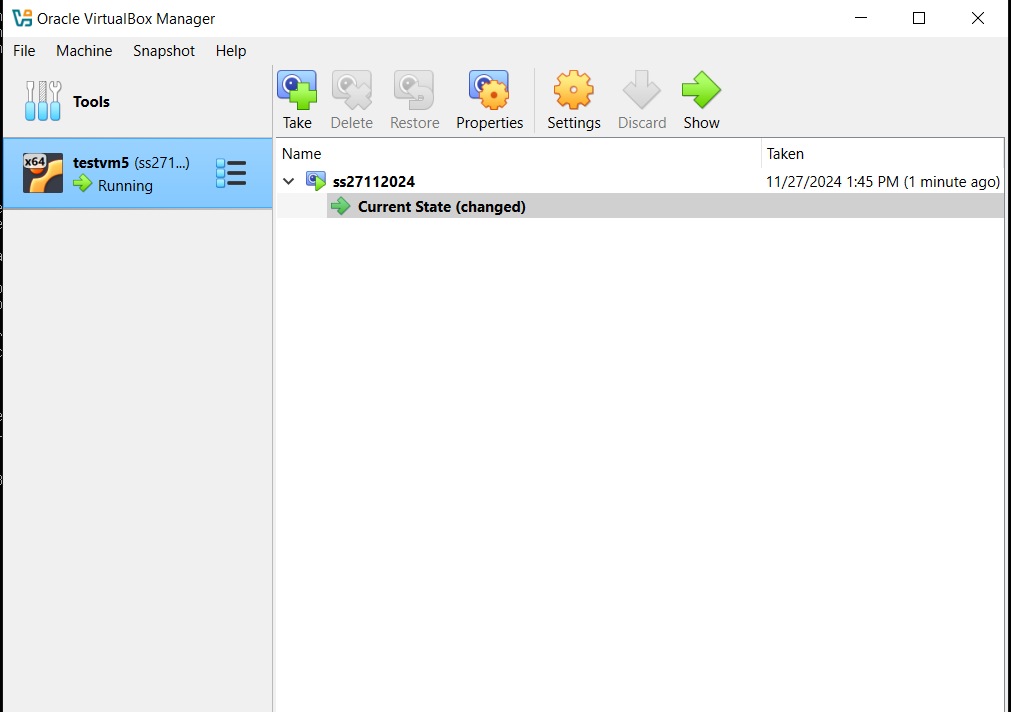 Oracle VirtualBox Manager
File Machine Snapshot Help
Tools
Take Delete Restore Properties Settings Discard Show
x64
testvm5 (ss271...)
Running
Name Taken
ss27112024 11/27/2024 1:45 PM (1 minute ago)
Current State (changed)